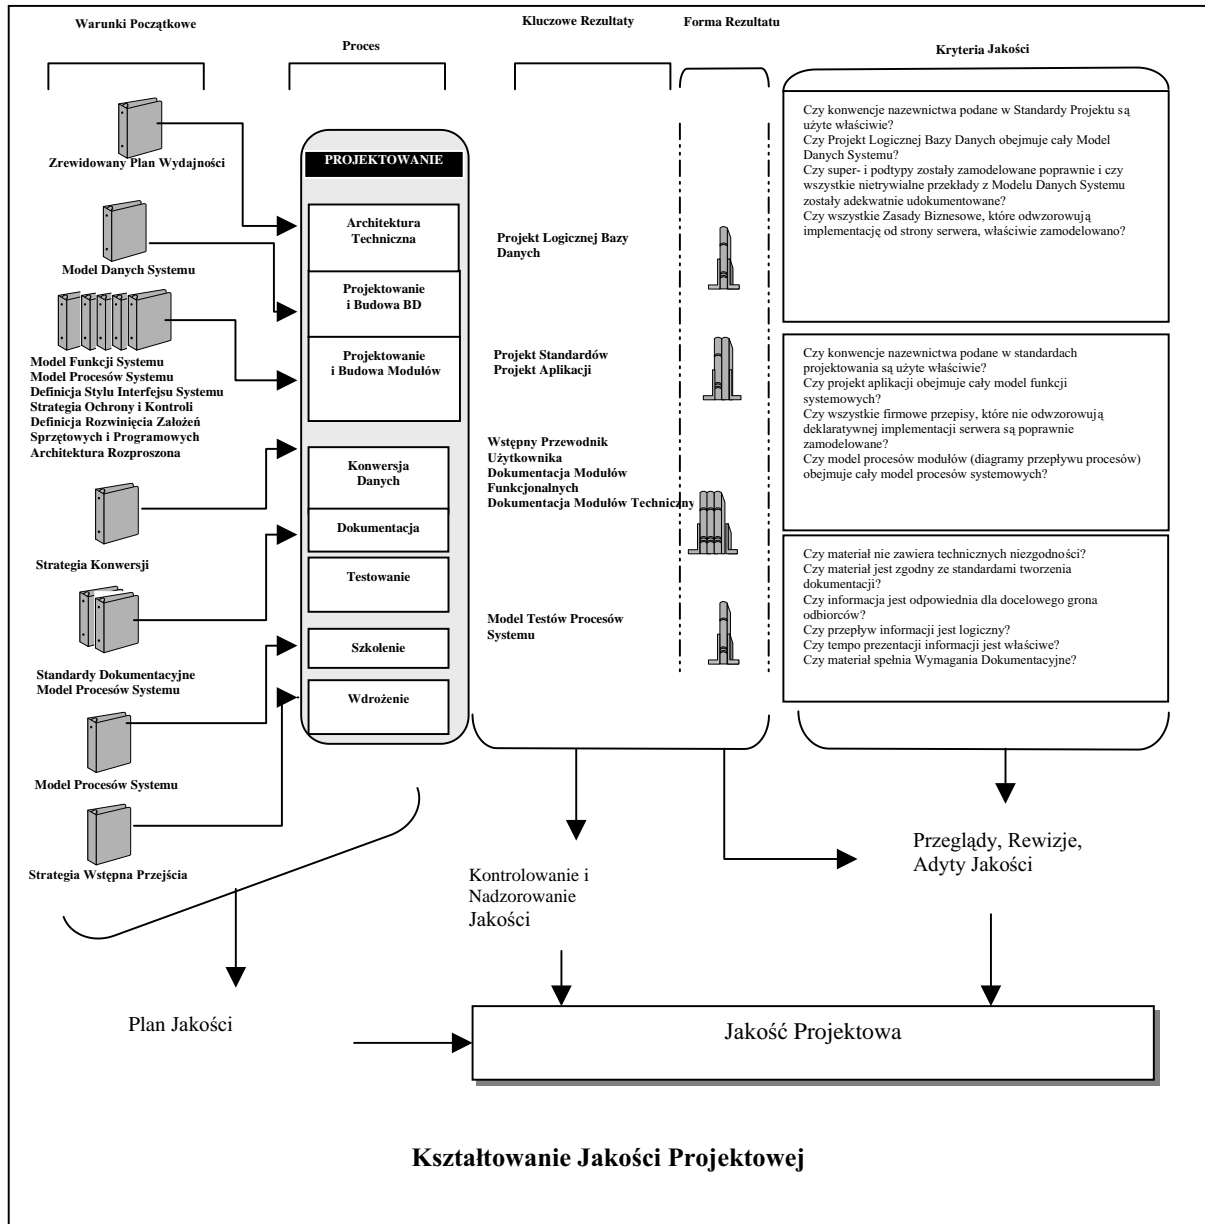 Warunki Początkowe
Proces
Kluczowe Rezultaty
Forma Rezultatu
Kryteria Jakości
Zrewidowany Plan Wydajności
Model Danych Systemu
Model Funkcji Systemu
Model Procesów Systemu
Definicja Stylu Interfejsu Systemu
Strategia Ochrony i Kontroli
Definicja Rozwinięcia Założeń
Sprzętowych i Programowych
Architektura Rozproszona
Strategia Konwersji
Standardy Dokumentacyjne
Model Procesów Systemu
Model Procesów Systemu
Strategia Wstępna Przejścia
PROJEKTOWANIE
Architektura
Techniczna
Projektowanie
i Budowa BD
Projektowanie
i Budowa Modułów
Konwersja
Danych
Dokumentacja
Testowanie
Szkolenie
Wdrożenie
Projekt Logicznej Bazy
Danych
Projekt Standardów
Projekt Aplikacji
Wstępny Przewodnik
Użytkownika
Dokumentacja Modułów
Funkcjonalnych
Dokumentacja Modułów Techniczny
Model Testów Procesów
Systemu
Czy konwencje nazewnictwa podane w Standardy Projektu są
użyte właściwie?
Czy Projekt Logicznej Bazy Danych obejmuje cały Model
Danych Systemu?
Czy super- i podtypy zostały zamodelowane poprawnie i czy
wszystkie nietrywialne przekłady z Modelu Danych Systemu
zostały adekwatnie udokumentowane?
Czy wszystkie Zasady Biznesowe, które odwzorowują
implementację od strony serwera, właściwie zamodelowano?
Czy konwencje nazewnictwa podane w standardach
projektowania są użyte właściwie?
Czy projekt aplikacji obejmuje cały model funkcji
systemowych?
Czy wszystkie firmowe przepisy, które nie odwzorowują
deklaratywnej implementacji serwera są poprawnie
zamodelowane?
Czy model procesów modułów (diagramy przepływu procesów)
obejmuje cały model procesów systemowych?
Czy materiał nie zawiera technicznych niezgodności?
Czy materiał jest zgodny ze standardami tworzenia
dokumentacji?
Czy informacja jest odpowiednia dla docelowego grona
odbiorców?
Czy przepływ informacji jest logiczny?
Czy tempo prezentacji informacji jest właściwe?
Czy materiał spełnia Wymagania Dokumentacyjne?
Kontrolowanie i
Nadzorowanie
Jakości
Przeglądy, Rewizje,
Adyty Jakości
Plan Jakości
Jakość Projektowa
Kształtowanie Jakości Projektowej